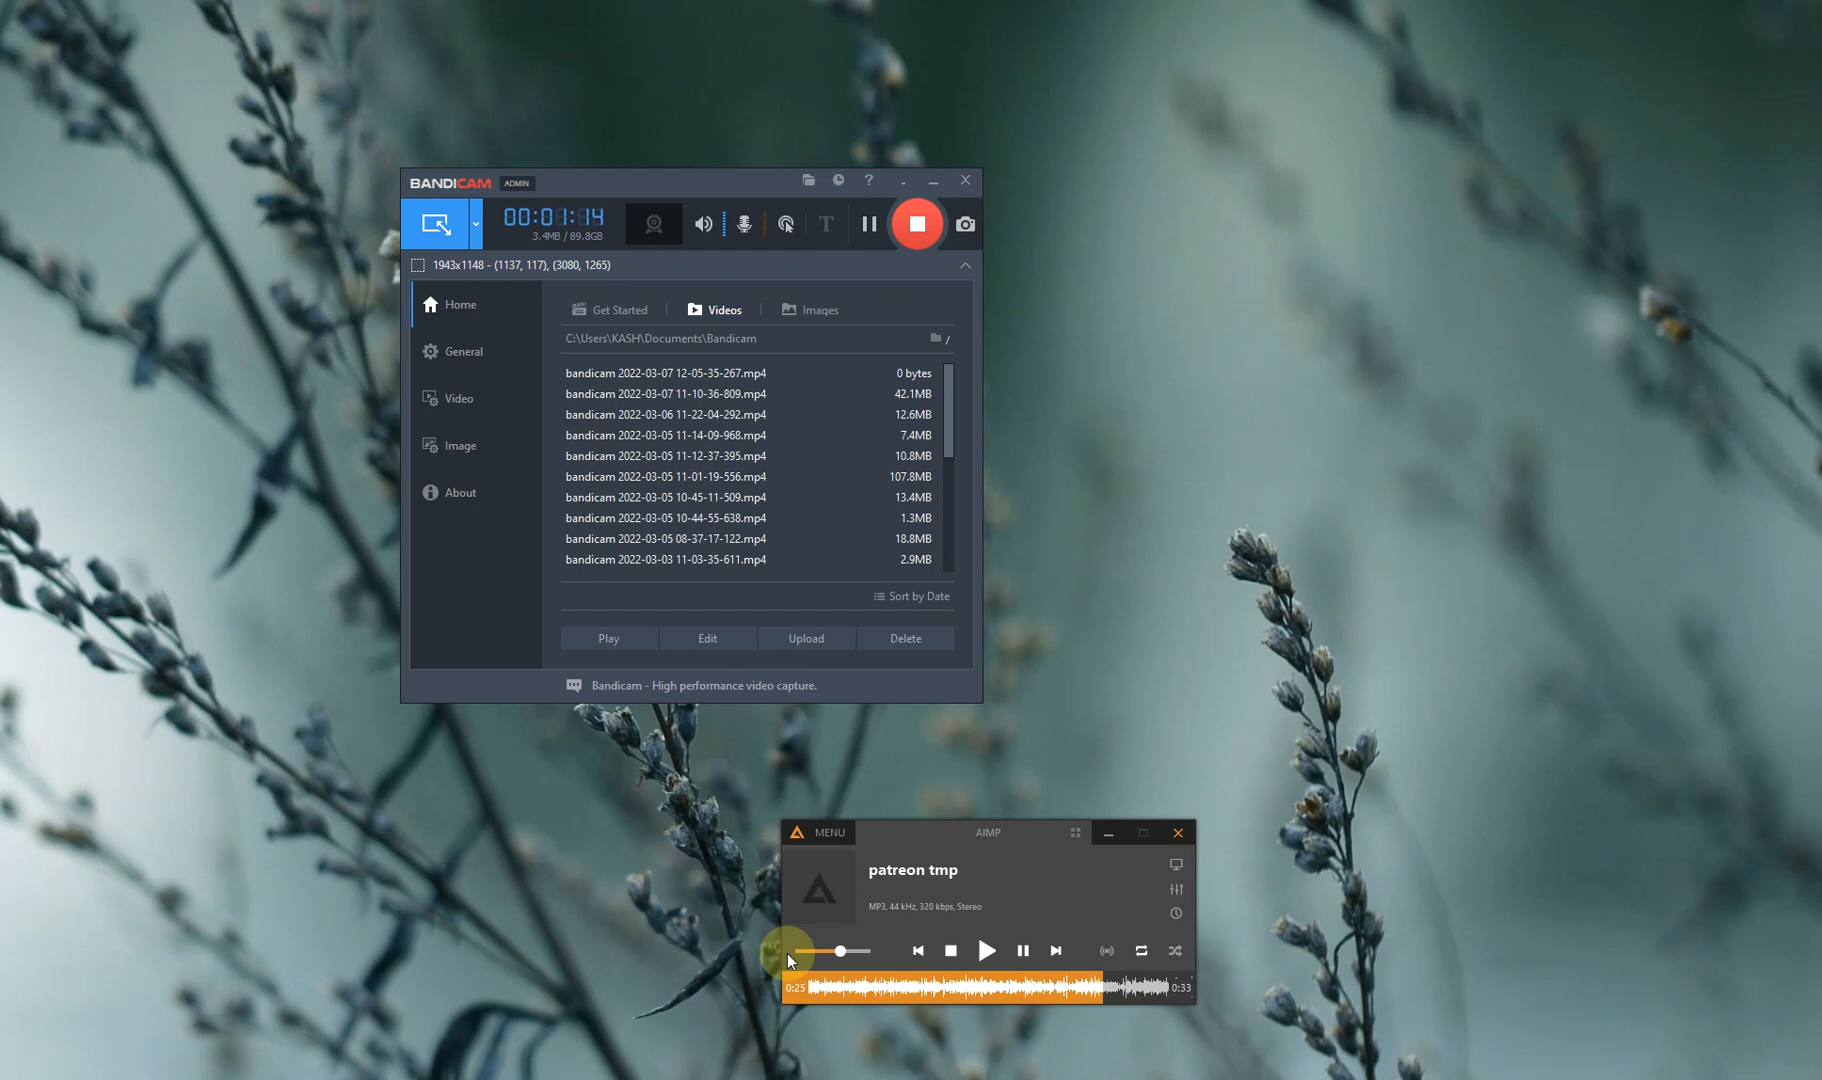 BANDICAM ADMIN
00:01:14
3.4MB / 89.8GB
1943x1148 - (1137, 117), (3080, 1265)
Home
General
Video
Image
About
Get Started
Videos
Images
C:\Users\KASH\Documents\Bandicam
bandicam 2022-03-07 12-05-35-267.mp4 0 bytes
bandicam 2022-03-07 11-10-36-809.mp4 42.1MB
bandicam 2022-03-06 11-22-04-292.mp4 12.6MB
bandicam 2022-03-05 11-14-09-968.mp4 7.4MB
bandicam 2022-03-05 11-12-37-395.mp4 10.8MB
bandicam 2022-03-05 11-01-19-556.mp4 107.8MB
bandicam 2022-03-05 10-45-11-509.mp4 13.4MB
bandicam 2022-03-05 10-44-55-638.mp4 1.3MB
bandicam 2022-03-05 08-37-17-122.mp4 18.8MB
bandicam 2022-03-03 11-03-35-611.mp4 2.9MB
Sort by Date
Play Edit Upload Delete
Bandicam - High performance video capture.
MENU AIMP
patreon tmp
MP3, 44 kHz, 320 kbps, Stereo
0:25 0:33